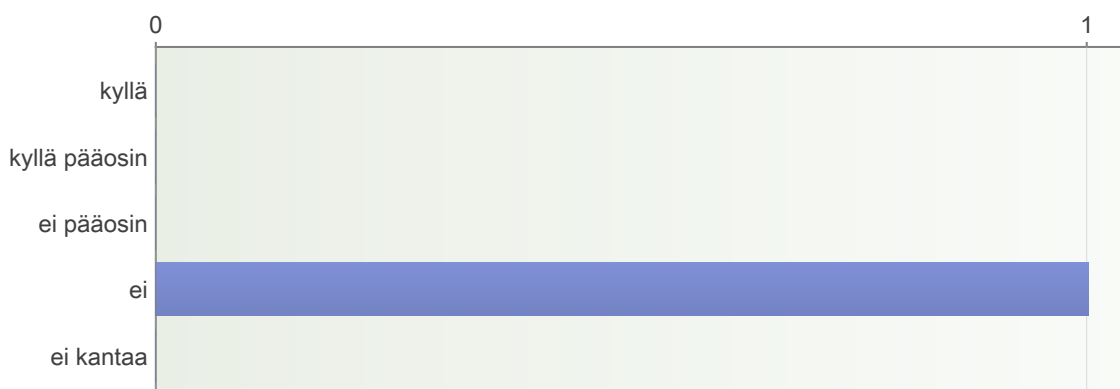 0 1
kyllä
kyllä pääosin
ei pääosin
ei
ei kantaa